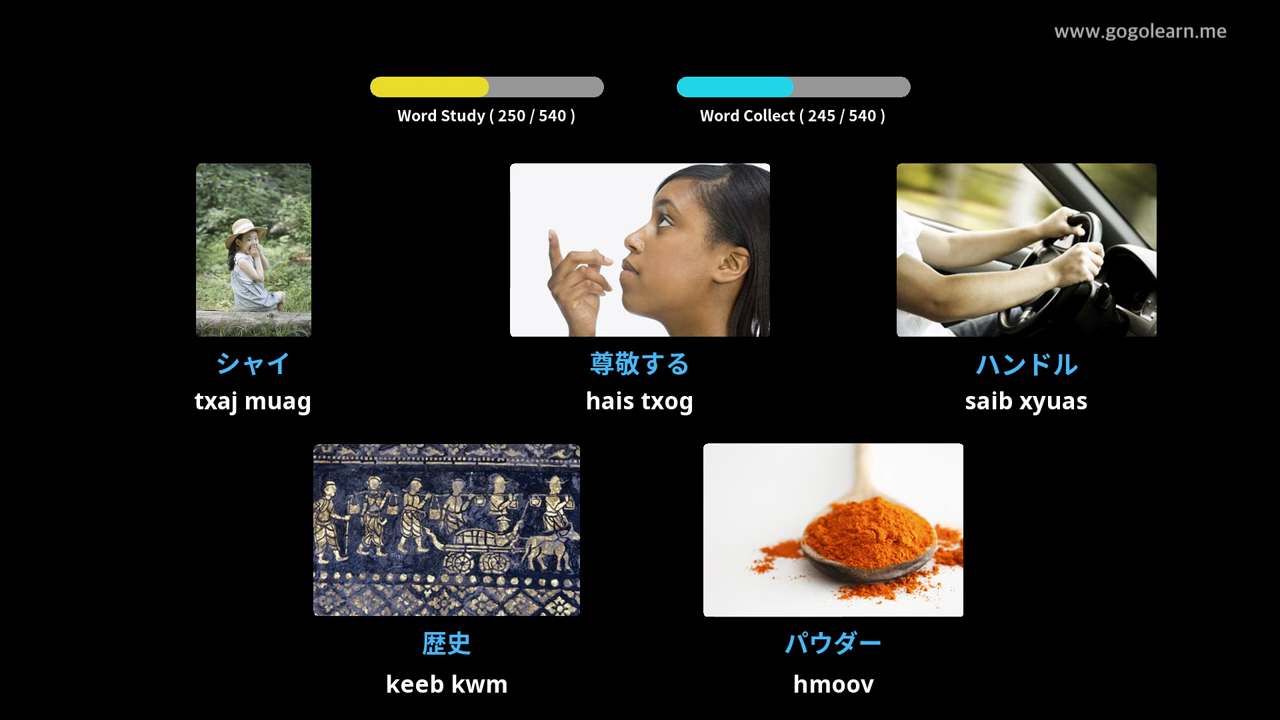 www.gogolearn.me
Word Study ( 250 / 540 )
Word Collect ( 245 / 540 )
シャイ
txaj muag
尊敬する
hais txog
ハンドル
saib xyuas
歴史
keeb kwm
パウダー
hmoov